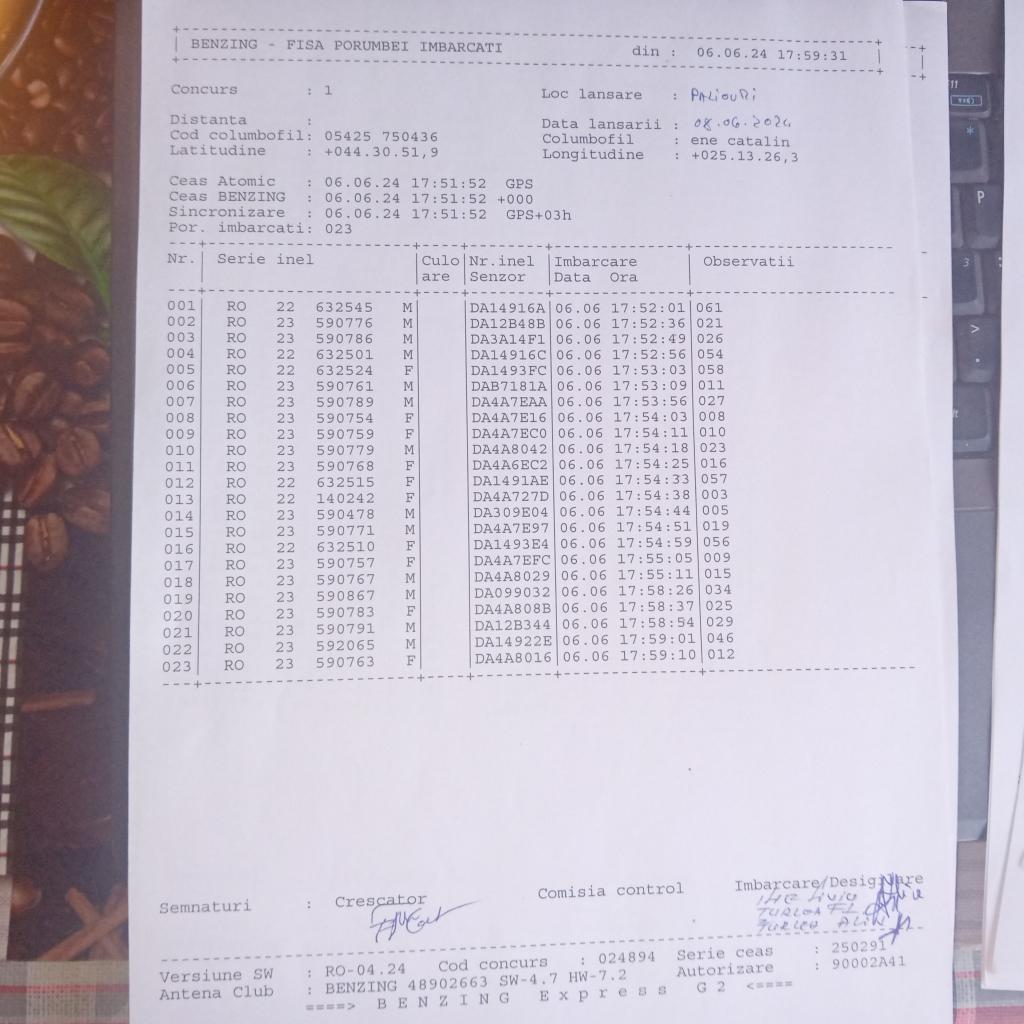 BENZING - FISA PORUMBEI IMBARCATI din : 06.06.24 17:59:31
Concurs : 1 Loc lansare : PALIOURI
Distanta : Data lansarii : 08.06.2024
Cod columbofil: 05425 750436 Columbofil : ene catalin
Latitudine : +044.30.51,9 Longitudine : +025.13.26,3
Ceas Atomic : 06.06.24 17:51:52 GPS
Ceas BENZING : 06.06.24 17:51:52 +000
Sincronizare : 06.06.24 17:51:52 GPS+03h
Por. imbarcati: 023
Nr. Serie inel Culo Nr.inel Imbarcare Observatii
are Senzor Data Ora
001 RO 22 632545 M DA14916A 06.06 17:52:01 061
002 RO 23 590776 M DA12B48B 06.06 17:52:36 021
003 RO 23 590786 M DA3A14F1 06.06 17:52:49 026
004 RO 22 632501 M DA14916C 06.06 17:52:56 054
005 RO 22 632524 F DA1493FC 06.06 17:53:03 058
006 RO 23 590761 M DAB7181A 06.06 17:53:09 011
007 RO 23 590789 M DA4A7EAA 06.06 17:53:56 027
008 RO 23 590754 F DA4A7E16 06.06 17:54:03 008
009 RO 23 590759 F DA4A7EC0 06.06 17:54:11 010
010 RO 23 590779 M DA4A8042 06.06 17:54:18 023
011 RO 23 590768 F DA4A6EC2 06.06 17:54:25 016
012 RO 22 632515 F DA1491AE 06.06 17:54:33 057
013 RO 22 140242 F DA4A727D 06.06 17:54:38 003
014 RO 23 590478 M DA309E04 06.06 17:54:44 005
015 RO 23 590771 M DA4A7E97 06.06 17:54:51 019
016 RO 22 632510 F DA1493E4 06.06 17:54:59 056
017 RO 23 590757 F DA4A7EFC 06.06 17:55:05 009
018 RO 23 590767 M DA4A8029 06.06 17:55:11 015
019 RO 23 590867 M DA099032 06.06 17:58:26 034
020 RO 23 590783 F DA4A808B 06.06 17:58:37 025
021 RO 23 590791 M DA12B344 06.06 17:58:54 029
022 RO 23 592065 M DA14922E 06.06 17:59:01 046
023 RO 23 590763 F DA4A8016 06.06 17:59:10 012
Semnaturi : Crescator Comisia control Imbarcare/Designare
Versiune SW : RO-04.24 Cod concurs : 024894 Serie ceas : 250291
Antena Club : BENZING 48902663 SW-4.7 HW-7.2 Autorizare : 90002A41
====> B E N Z I N G E x p r e s s G 2 <====